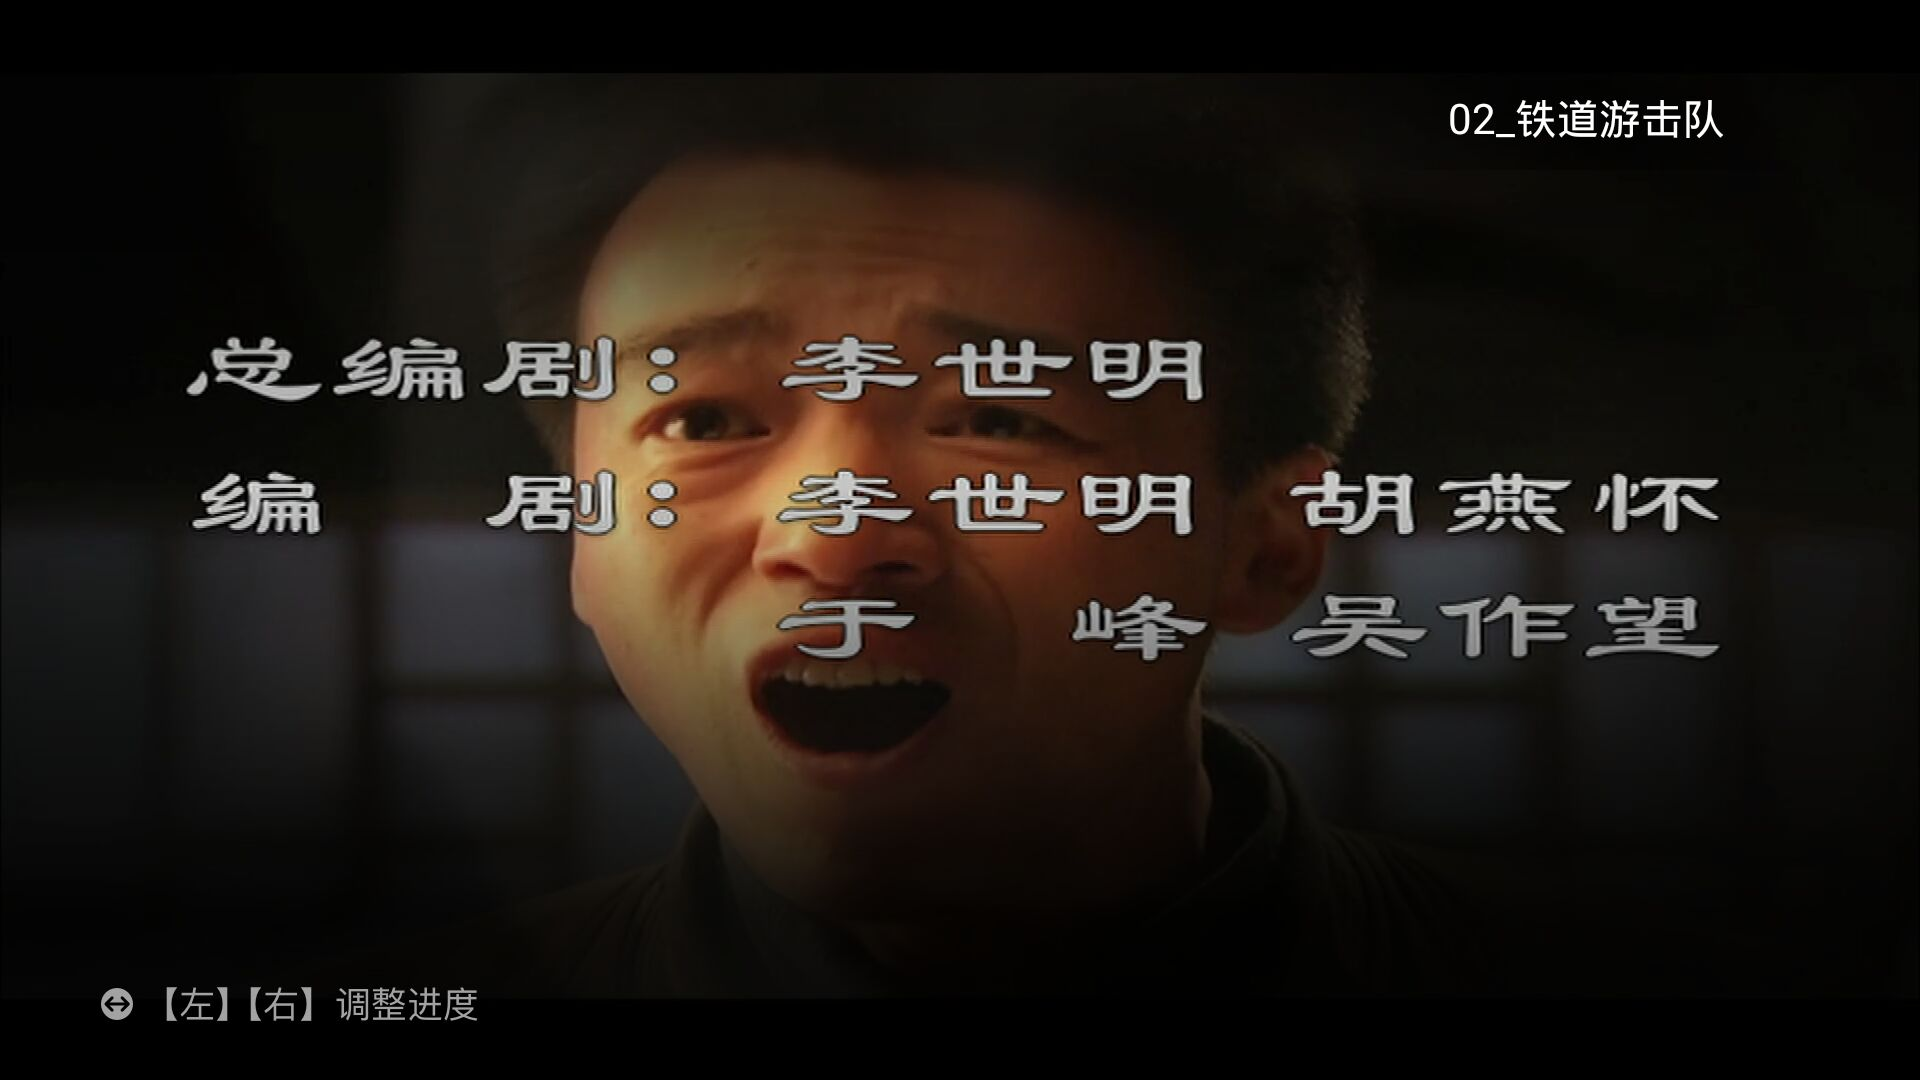 02_铁道游击队
总编剧：李世明
编 剧：李世明 胡燕怀
于 峰 吴作望
【左】【右】调整进度